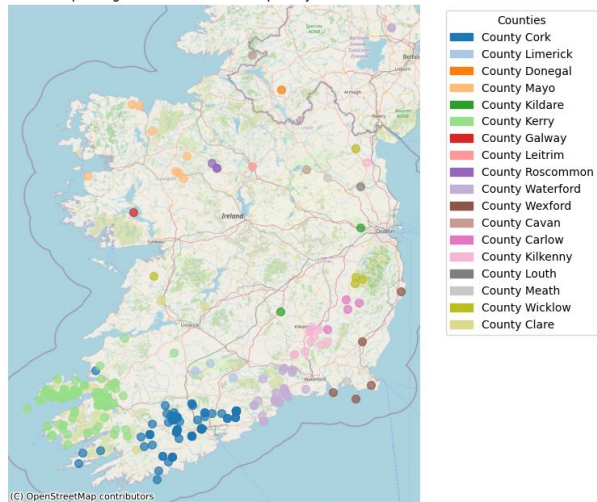 Counties
County Cork
County Limerick
County Donegal
County Mayo
County Kildare
County Kerry
County Galway
County Leitrim
County Roscommon
County Waterford
County Wexford
County Cavan
County Carlow
County Kilkenny
County Louth
County Meath
County Wicklow
County Clare
Armagh
Ireland
Dublin
Limerick
Waterford
(C) OpenStreetMap contributors